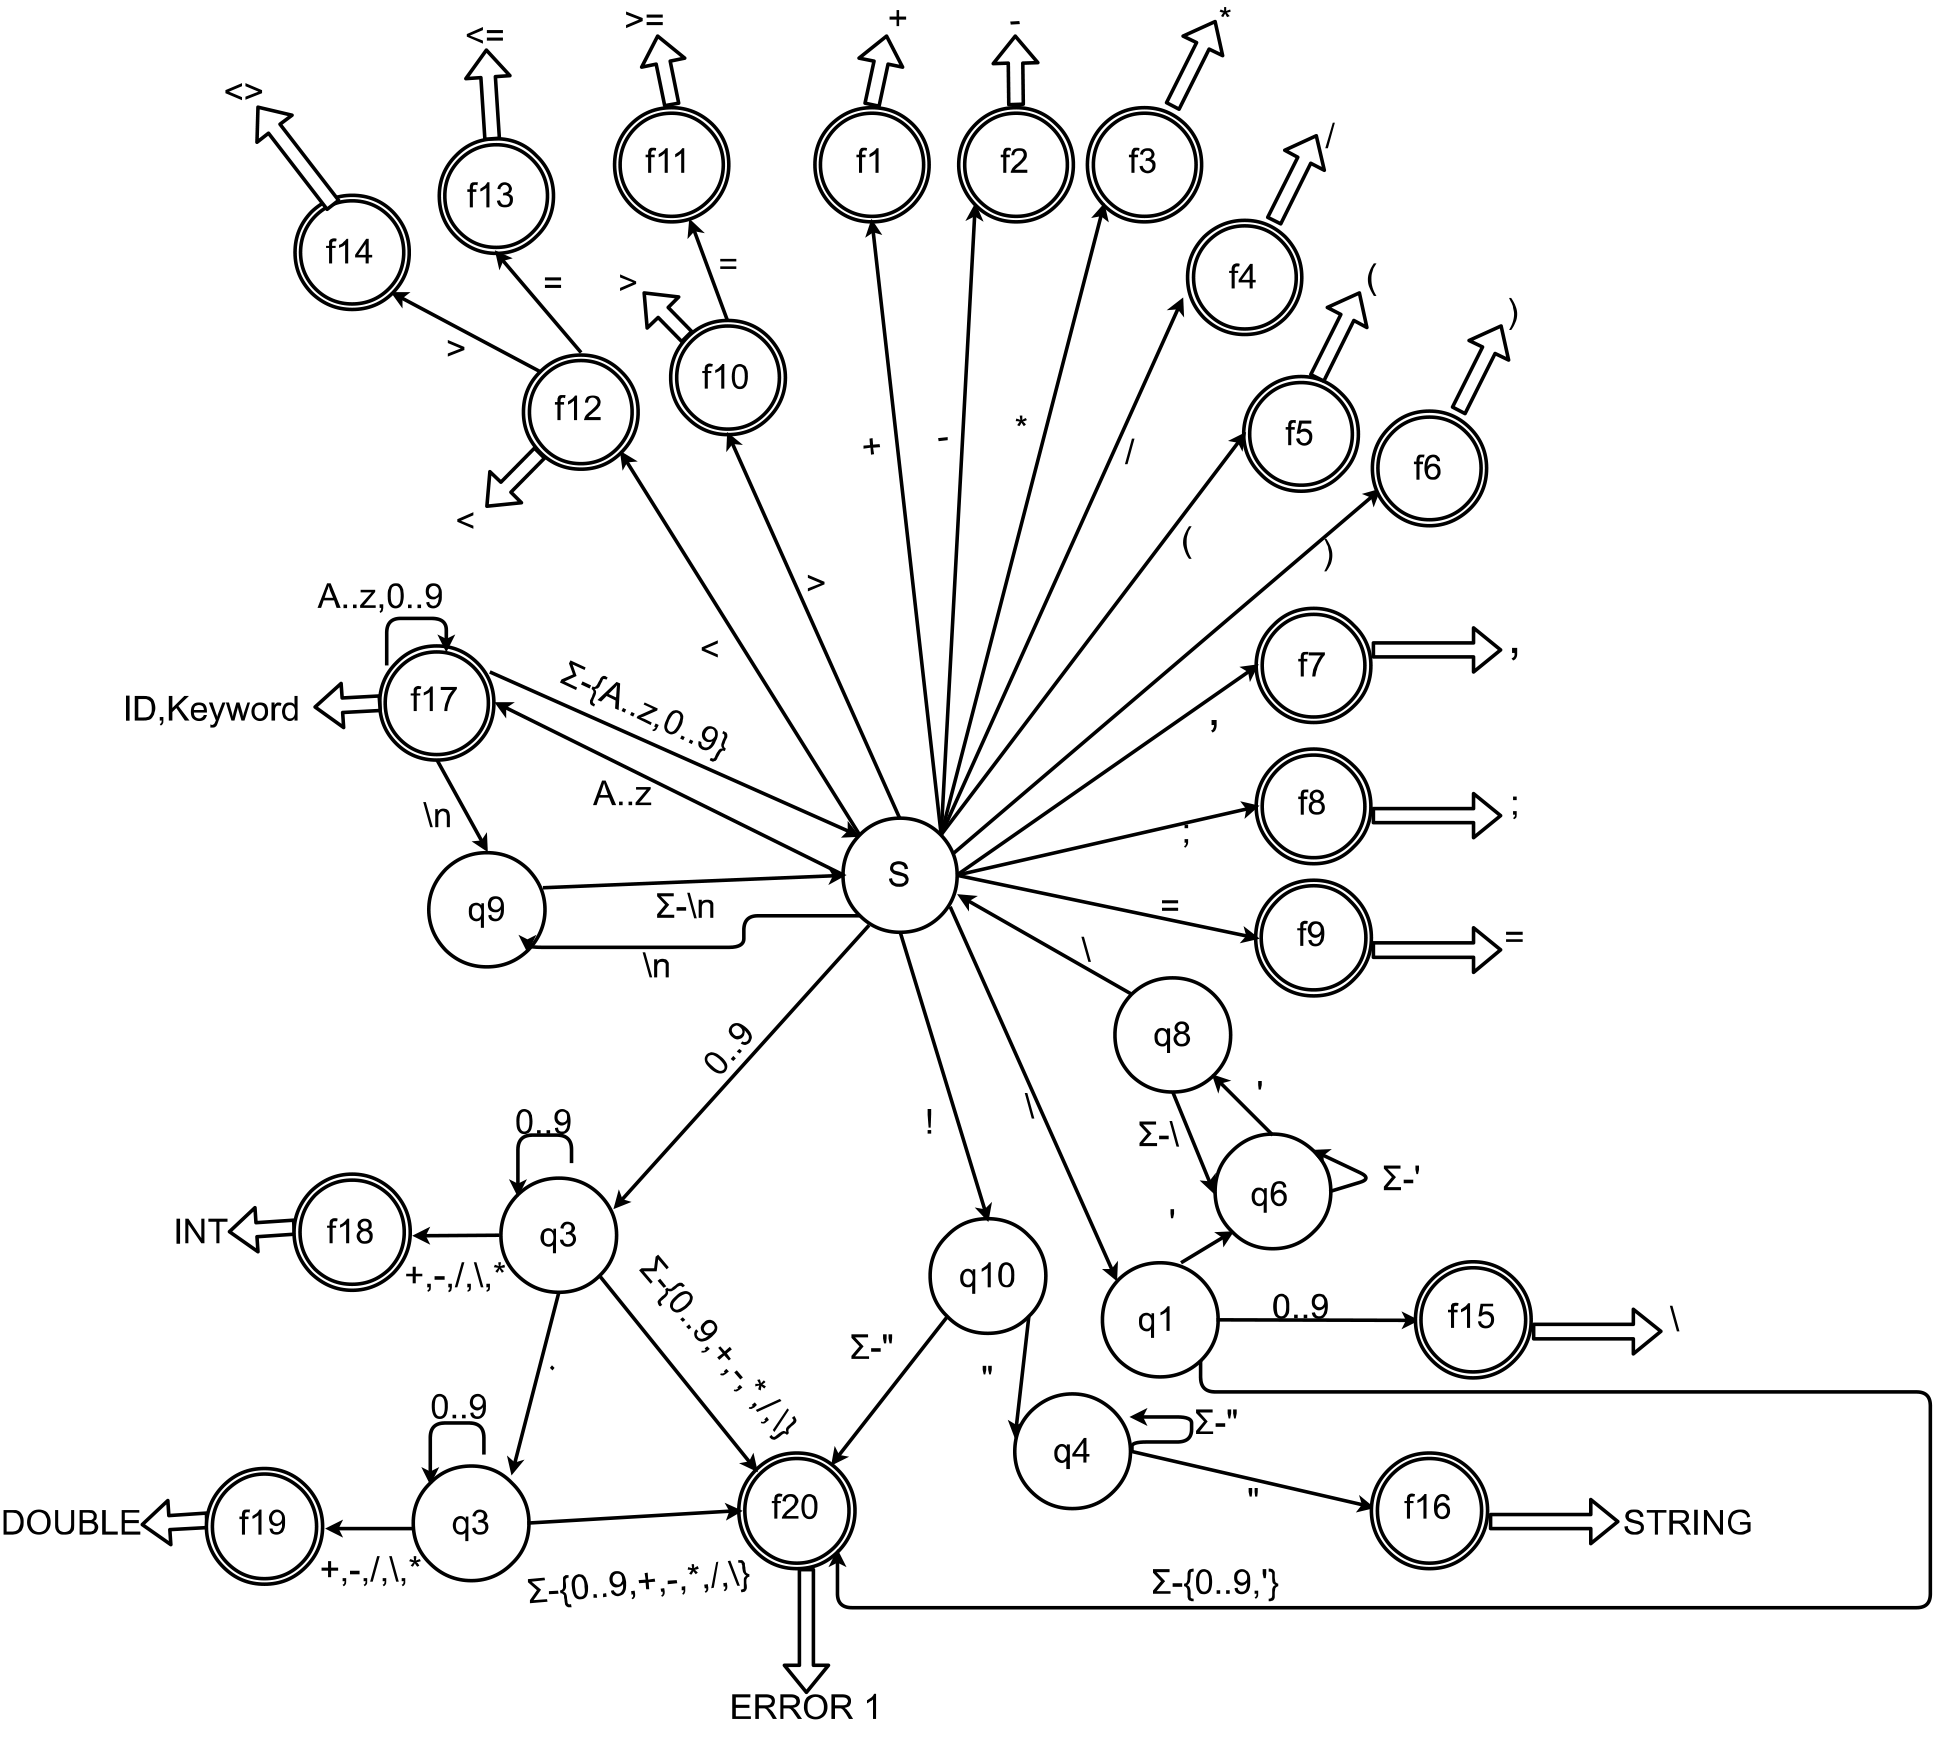 +
-
*
>=
<=
<>
/
f11
f1
f2
f3
f13
f14
f4
(
=
=
>
)
>
f10
f12
f5
f6
+
-
*
/
<
(
)
>
A..z,0..9
<
f7
,
Σ-{A..z,0..9}
f17
ID,Keyword
,
A..z
f8
;
\n
;
S
q9
Σ-\n
=
f9
=
\n
\
0..9
q8
'
!
\
Σ-\
0..9
Σ-'
q6
'
f18
INT
q3
+,-,/,\,*
Σ-{0..9,+,-,*,/,\}
q10
q1
0..9
f15
\
.
Σ-"
"
0..9
Σ-"
q4
"
f20
f16
STRING
DOUBLE
f19
q3
+,-,/,\,*
Σ-{0..9,+,-,*,/,\}
Σ-{0..9,'}
ERROR 1